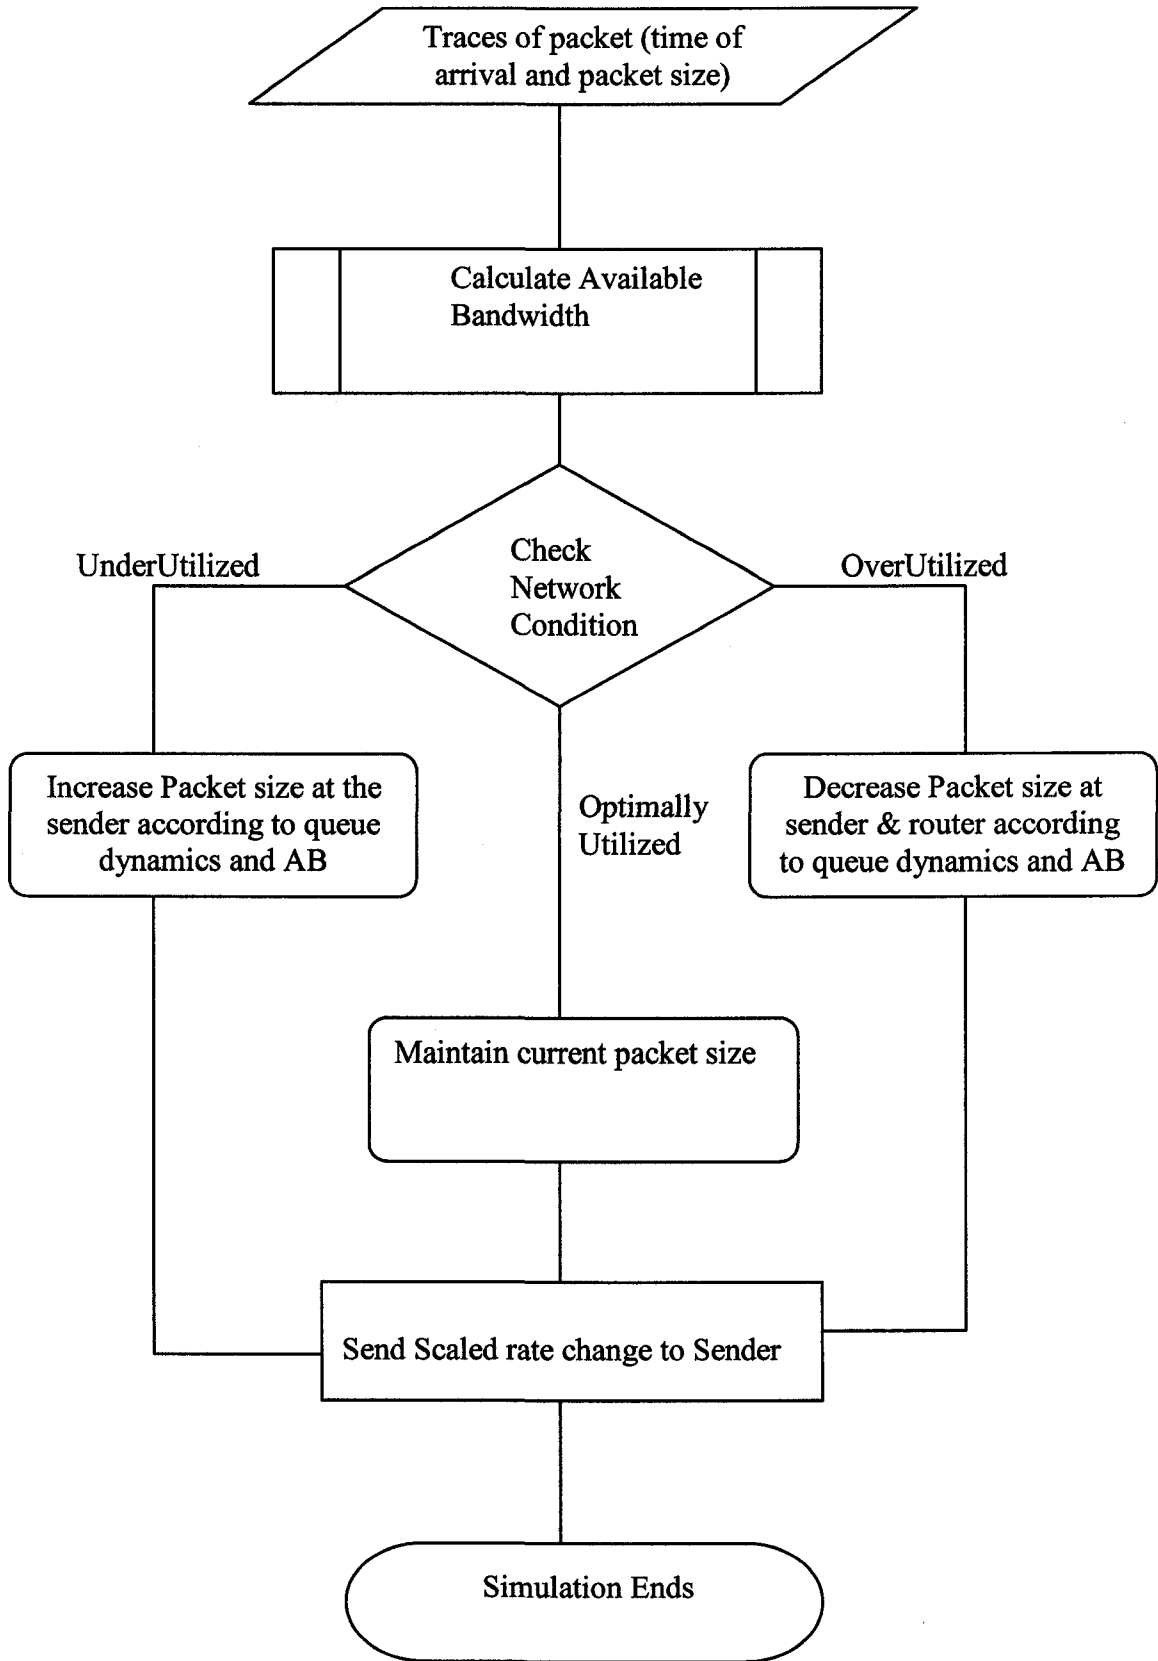 Traces of packet (time of
arrival and packet size)
Calculate Available
Bandwidth
Check
Network
Condition
UnderUtilized
OverUtilized
Increase Packet size at the
sender according to queue
dynamics and AB
Optimally
Utilized
Decrease Packet size at
sender & router according
to queue dynamics and AB
Maintain current packet size
Send Scaled rate change to Sender
Simulation Ends